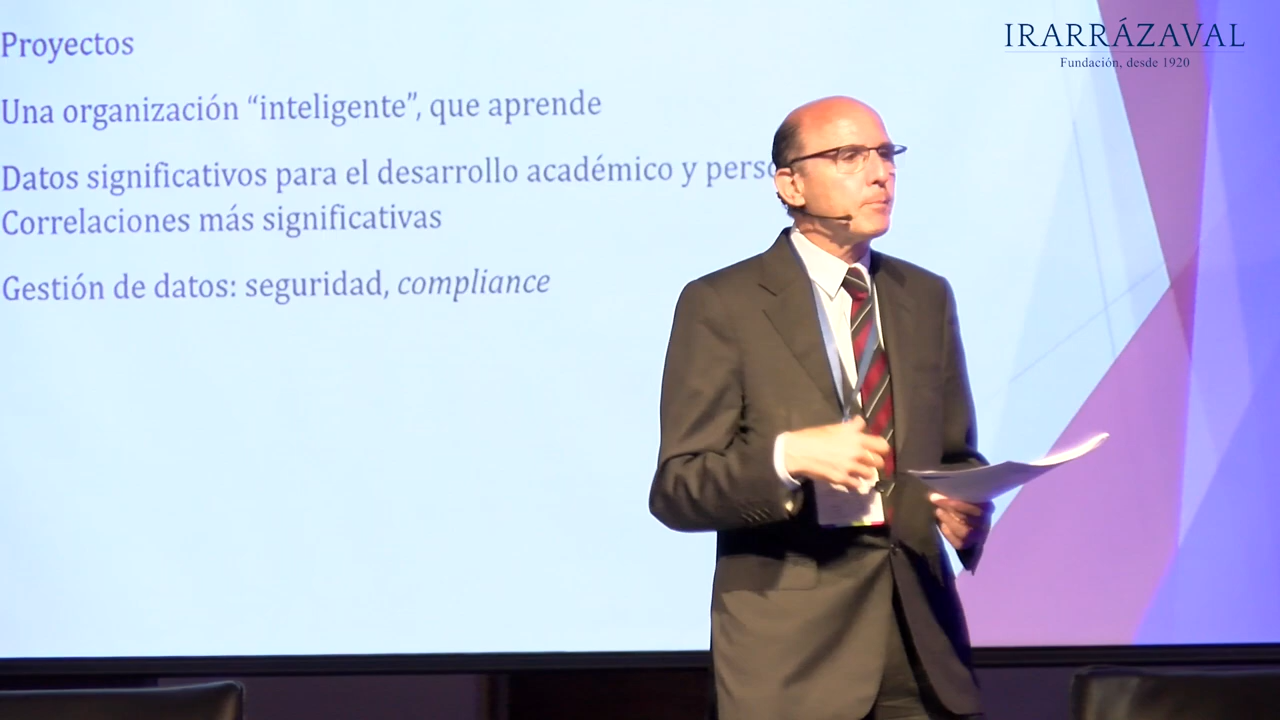 IRARRÁZAVAL
Fundación, desde 1920
Proyectos
Una organización “inteligente”, que aprende
Datos significativos para el desarrollo académico y
Correlaciones más significativas
Gestión de datos: seguridad, compliance